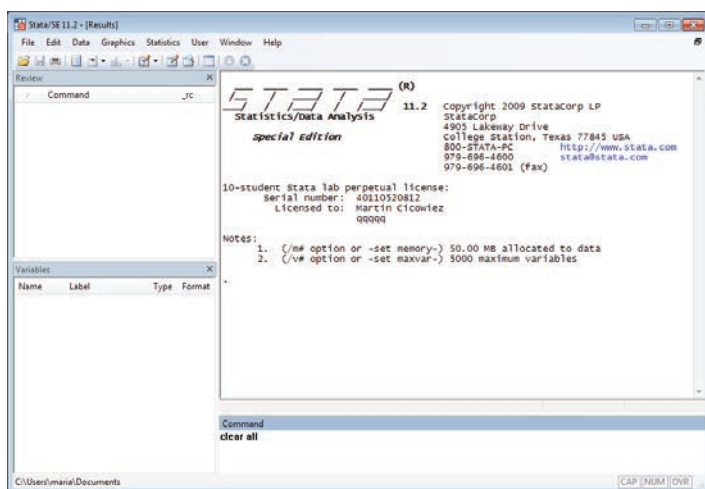 Stata/SE 11.2 - [Results]
File Edit Data Graphics Statistics User Window Help
Review
Command _rc
Variables
Name Label Type Format
STATA (R)
Statistics/Data Analysis
Special Edition
11.2 Copyright 2009 StataCorp LP
StataCorp
4905 Lakeway Drive
College Station, Texas 77845 USA
800-STATA-PC http://www.stata.com
979-696-4600 stata@stata.com
979-696-4601 (fax)
10-student Stata lab perpetual license:
Serial number: 40110520812
Licensed to: Martin Cicowiez
qqqqq
Notes:
1. (/m# option or -set memory-) 50.00 MB allocated to data
2. (/v# option or -set maxvar-) 5000 maximum variables
.
Command
clear all
C:\Users\maria\Documents
CAP NUM OVR